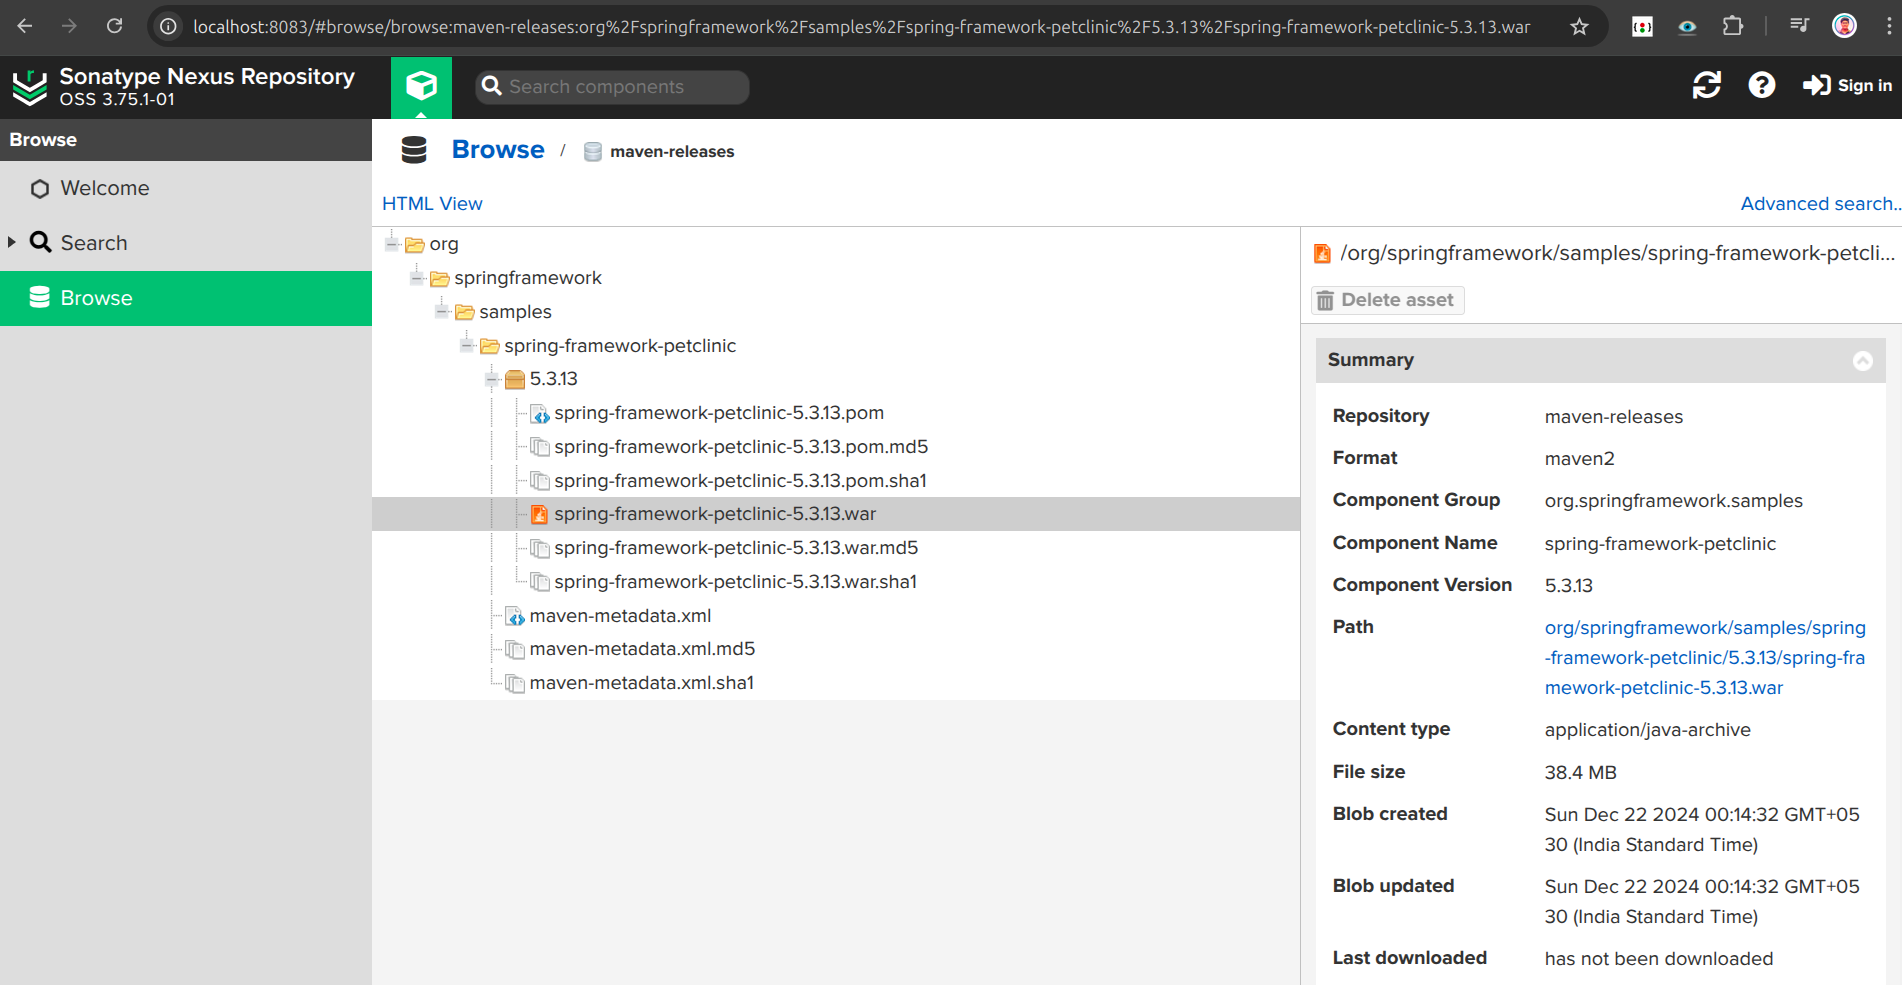 localhost:8083/#browse/browse:maven-releases:org%2Fspringframework%2Fsamples%2Fspring-framework-petclinic%2F5.3.13%2Fspring-framework-petclinic-5.3.13.war
Sonatype Nexus Repository
OSS 3.75.1-01
Search components
Sign in
Browse
Welcome
Search
Browse
Browse / maven-releases
HTML View
Advanced search..
org
springframework
samples
spring-framework-petclinic
5.3.13
spring-framework-petclinic-5.3.13.pom
spring-framework-petclinic-5.3.13.pom.md5
spring-framework-petclinic-5.3.13.pom.sha1
spring-framework-petclinic-5.3.13.war
spring-framework-petclinic-5.3.13.war.md5
spring-framework-petclinic-5.3.13.war.sha1
maven-metadata.xml
maven-metadata.xml.md5
maven-metadata.xml.sha1
/org/springframework/samples/spring-framework-petcli...
Delete asset
Summary
Repository maven-releases
Format maven2
Component Group org.springframework.samples
Component Name spring-framework-petclinic
Component Version 5.3.13
Path org/springframework/samples/spring
-framework-petclinic/5.3.13/spring-fra
mework-petclinic-5.3.13.war
Content type application/java-archive
File size 38.4 MB
Blob created Sun Dec 22 2024 00:14:32 GMT+05
30 (India Standard Time)
Blob updated Sun Dec 22 2024 00:14:32 GMT+05
30 (India Standard Time)
Last downloaded has not been downloaded